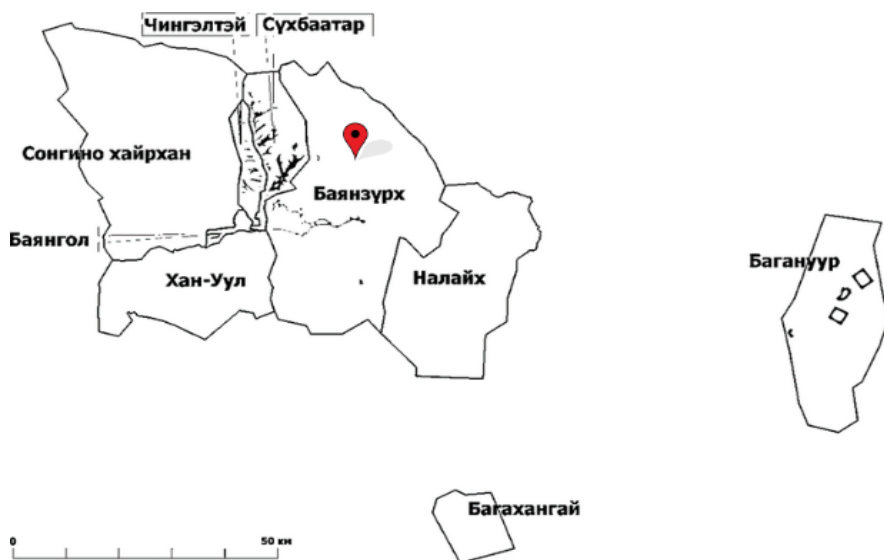 Чингэлтэй
Сүхбаатар
Сонгино хайрхан
Баянзүрх
Баянгол
Хан-Уул
Налайх
Багануур
Багахангай
0
50 км